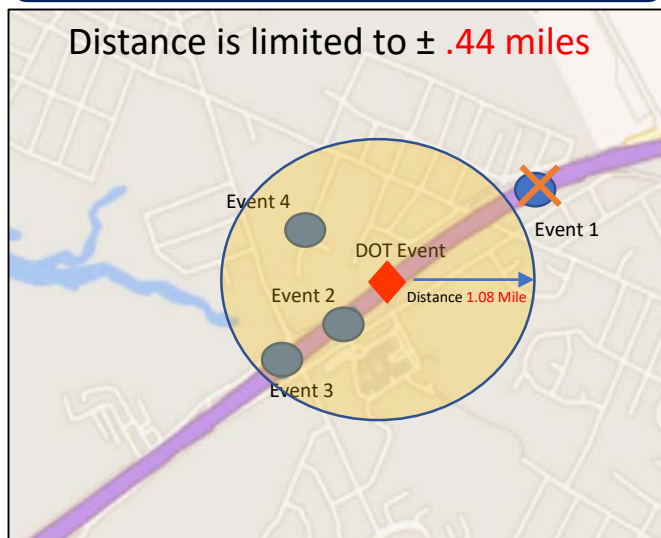 Distance is limited to ± .44 miles
Event 4
Event 1
DOT Event
Event 2
Distance 1.08 Mile
Event 3